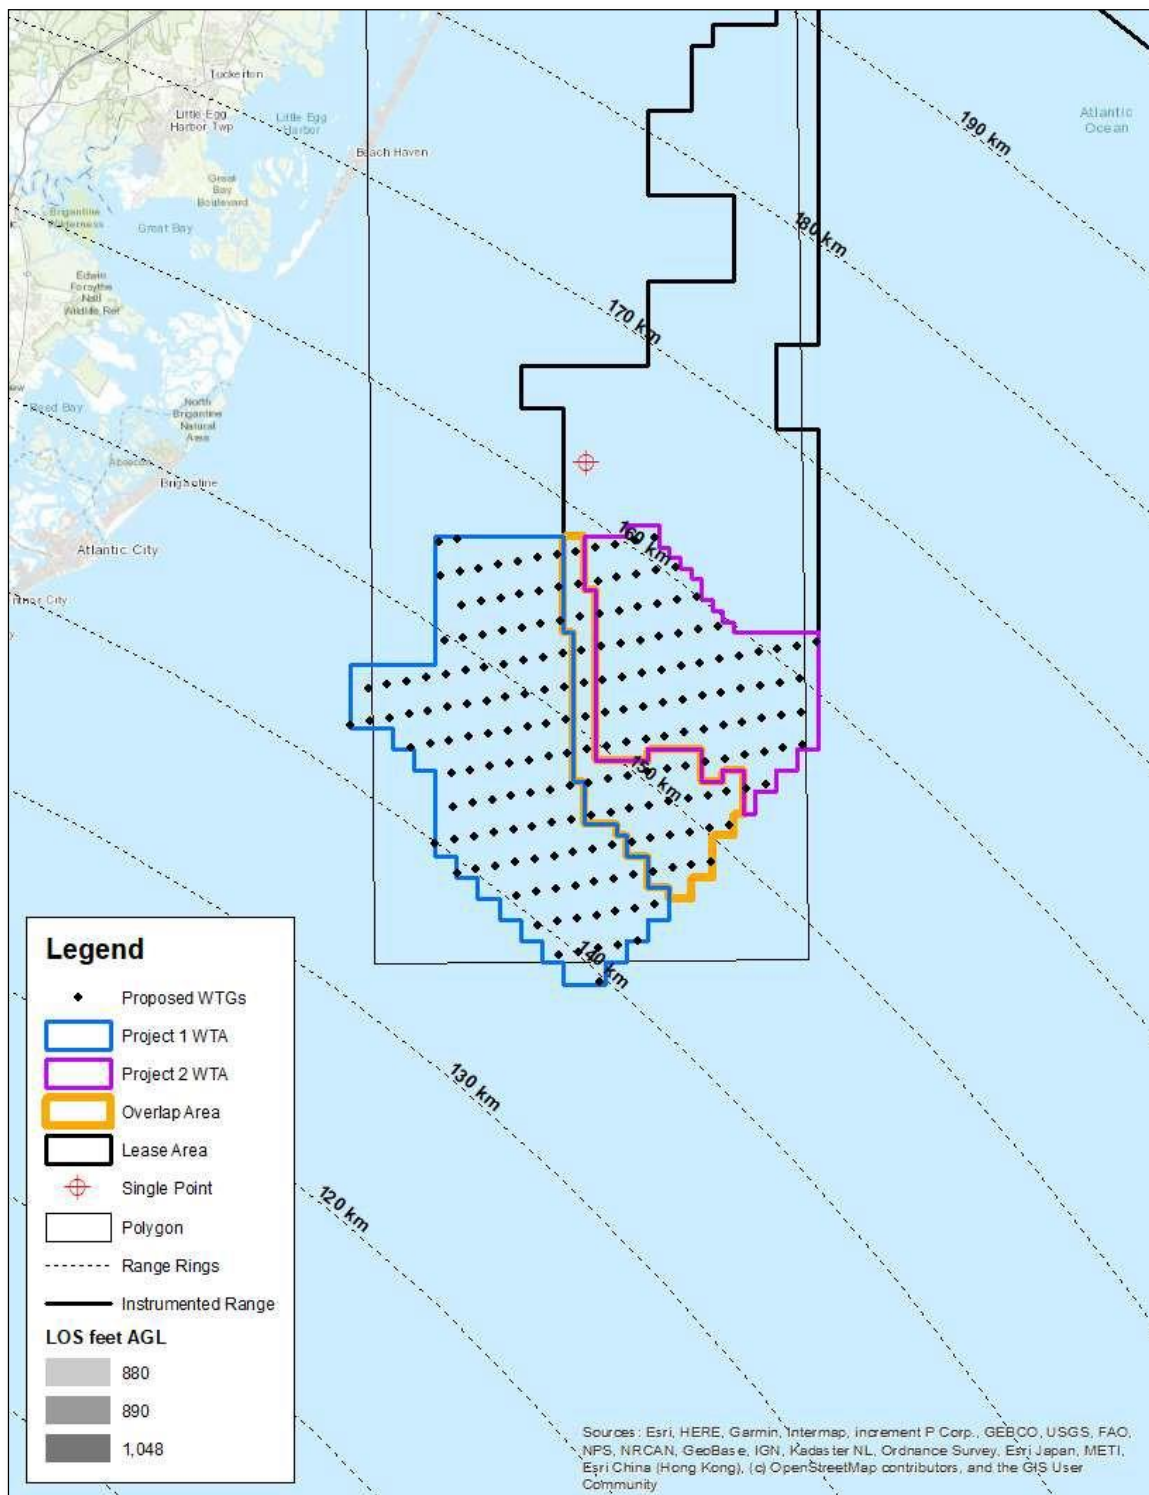 Tuckerton
Little Egg
Harbor Twp
Little Egg
Harbor
Beach Haven
Great
Bay
Boulevard
Brigantine
Wilderness
Great Bay
Edwin
Forsythe
Natl
Wildlife Ref
Reed Bay
North
Brigantine
Natural
Area
Absecon
Brigantine
Atlantic City
City
Atlantic
Ocean
190 km
180 km
170 km
160 km
150 km
140 km
130 km
120 km
Legend
Proposed WTGs
Project 1 WTA
Project 2 WTA
Overlap Area
Lease Area
Single Point
Polygon
Range Rings
Instrumented Range
LOS feet AGL
880
890
1,048
Sources: Esri, HERE, Garmin, Intermap, increment P Corp., GEBCO, USGS, FAO,
NPS, NRCAN, GeoBase, IGN, Kadaster NL, Ordnance Survey, Esri Japan, METI,
Esri China (Hong Kong), (c) OpenStreetMap contributors, and the GIS User
Community